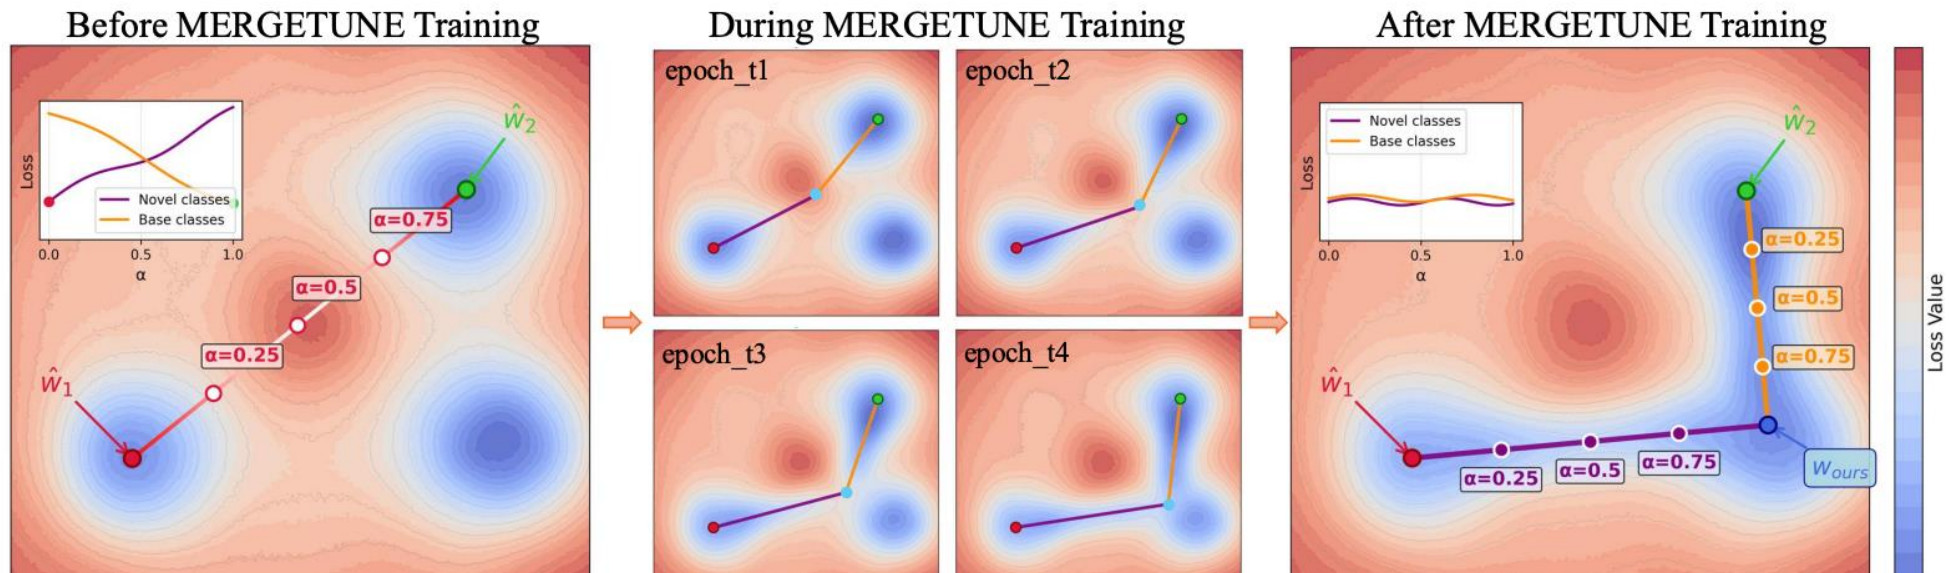 Before MERGETUNE Training
Loss
Novel classes
Base classes
0.0
0.5
1.0
α
ŵ₂
α=0.75
α=0.5
α=0.25
ŵ₁
During MERGETUNE Training
epoch_t1
epoch_t2
epoch_t3
epoch_t4
After MERGETUNE Training
Novel classes
Base classes
Loss
0.0
0.5
1.0
α
ŵ₂
α=0.25
α=0.5
α=0.75
ŵ₁
α=0.25
α=0.5
α=0.75
w_ours
Loss Value